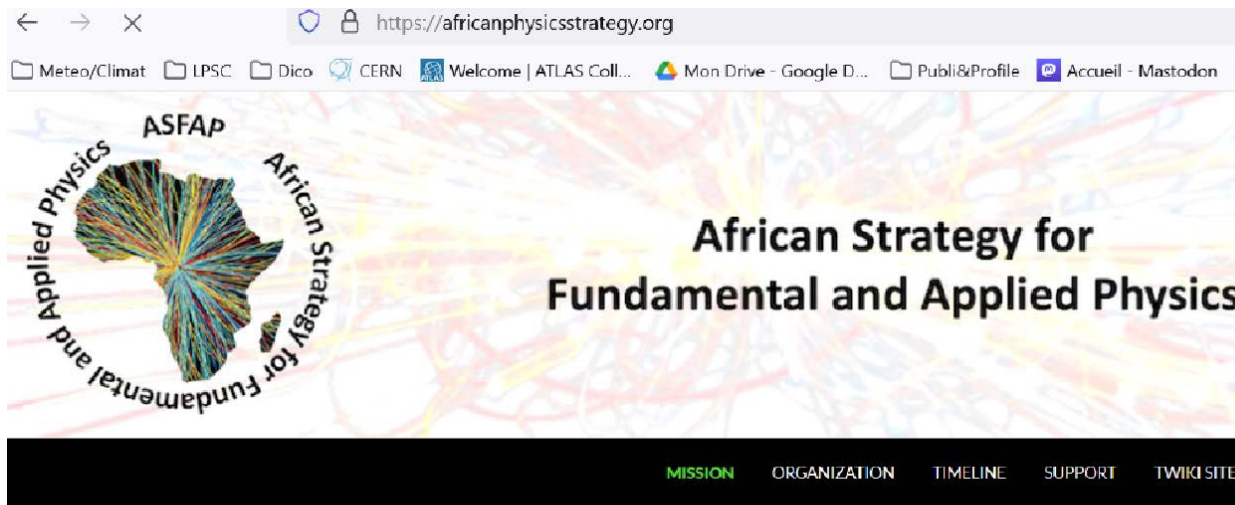 https://africanphysicsstrategy.org
Meteo/Climat LPSC Dico CERN Welcome | ATLAS Coll... Mon Drive - Google D... Publi&Profile Accueil - Mastodon
ASFAP
African Strategy for Fundamental and Applied Physics
African Strategy for
Fundamental and Applied Physics
MISSION ORGANIZATION TIMELINE SUPPORT TWIKI SITE